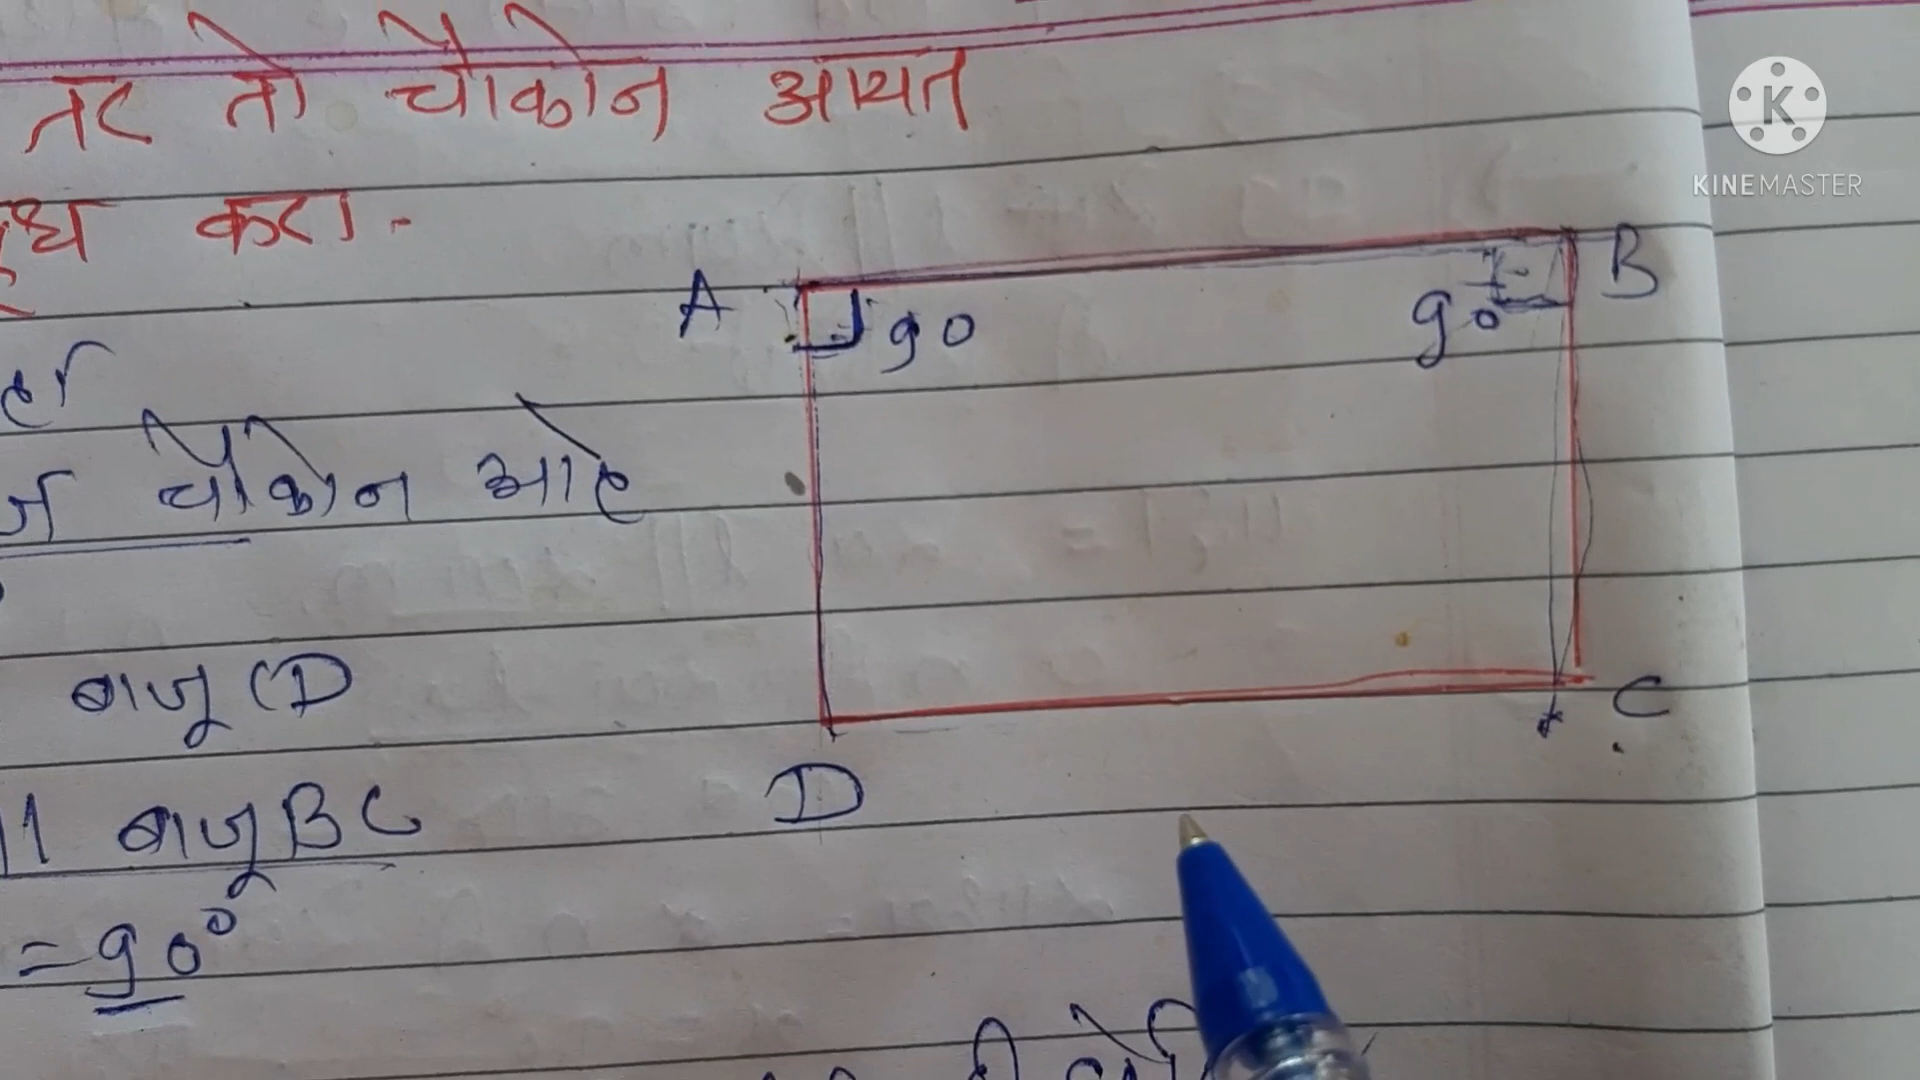 तर तो चौकोन आयत
करा.
A
B
90
90
चौकोन आहे
बाजू CD
C
|| बाजू BC
D
= 90°
KINEMASTER